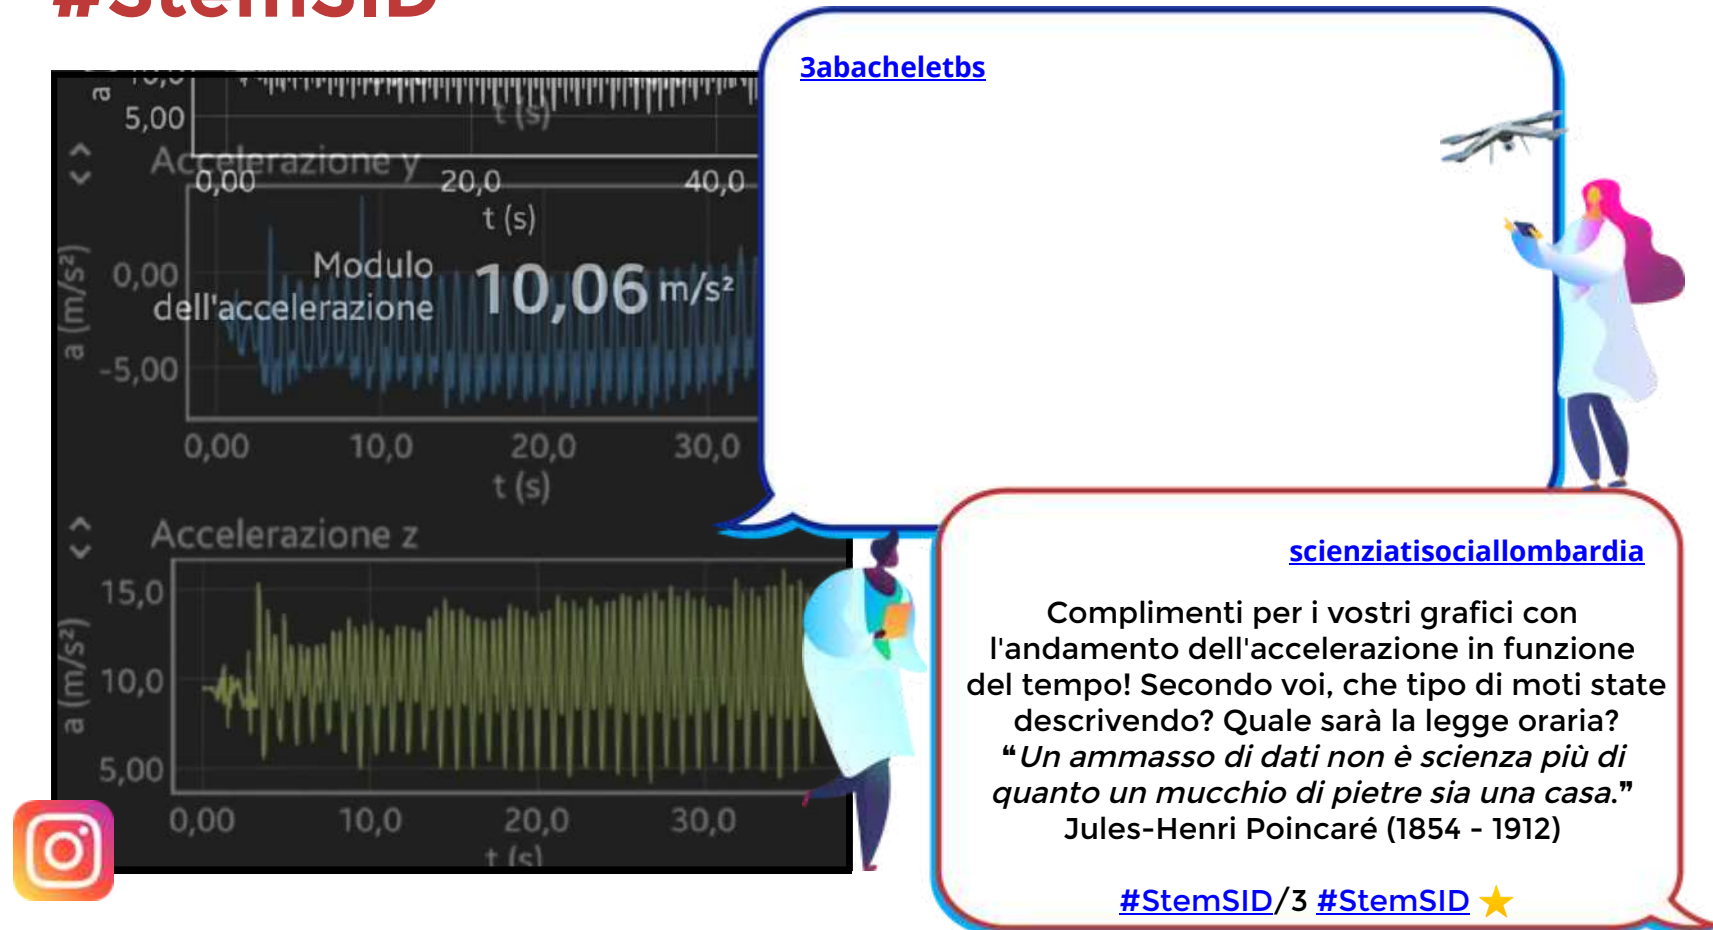 #StemSID
a
5,00
t (s)
Accelerazione y
0,00 20,0 40,0
t (s)
a (m/s²)
0,00
-5,00
Modulo
dell'accelerazione
10,06 m/s²
0,00 10,0 20,0 30,0
t (s)
Accelerazione z
a (m/s²)
15,0
10,0
5,00
0,00 10,0 20,0 30,0
t (s)
3abacheletbs
scienziatisociallombardia
Complimenti per i vostri grafici con
l'andamento dell'accelerazione in funzione
del tempo! Secondo voi, che tipo di moti state
descrivendo? Quale sarà la legge oraria?
❝Un ammasso di dati non è scienza più di
quanto un mucchio di pietre sia una casa.❞
Jules-Henri Poincaré (1854 - 1912)
#StemSID/3 #StemSID